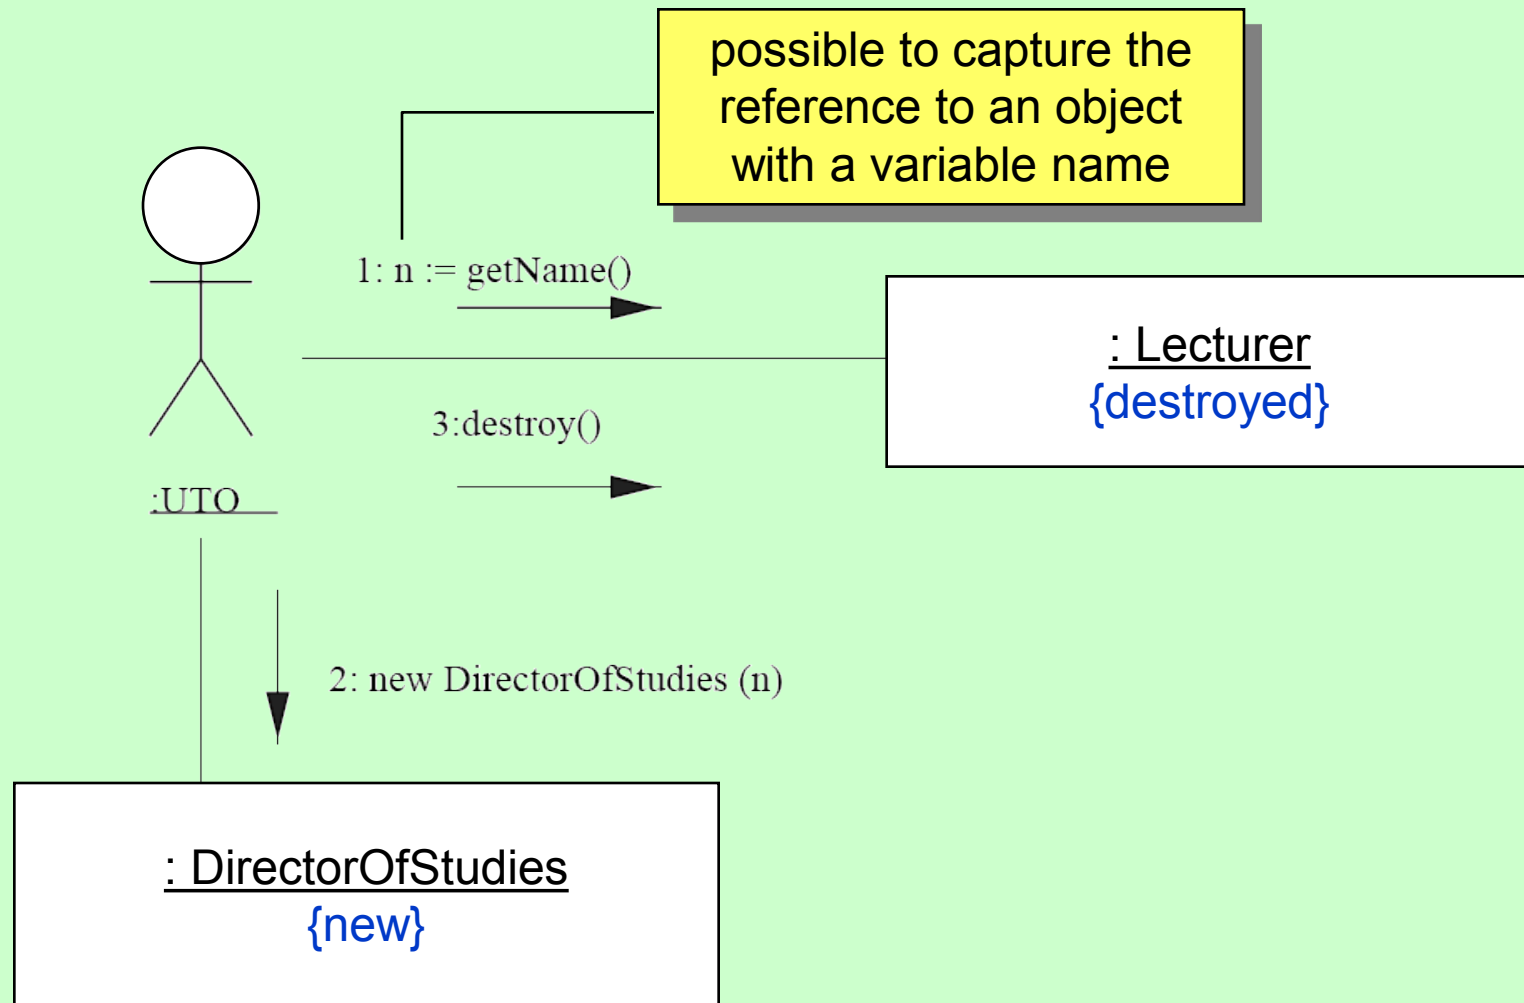 possible to capture the
reference to an object
with a variable name
1: n := getName()
: Lecturer
{destroyed}
3:destroy()
:UTO
2: new DirectorOfStudies (n)
: DirectorOfStudies
{new}